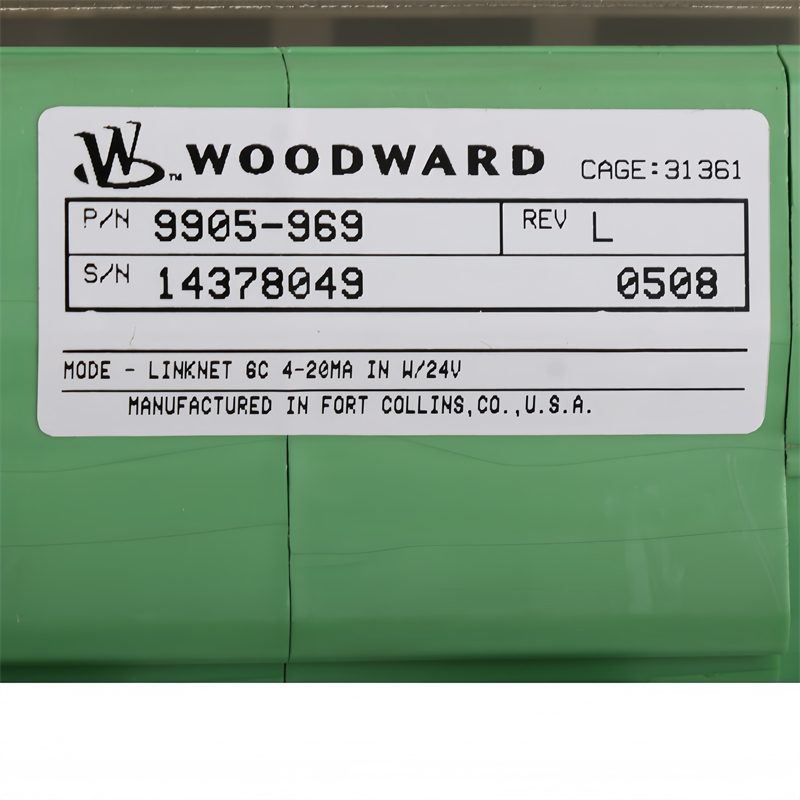 W TM WOODWARD CAGE:31361
P/N 9905-969 REV L
S/N 14378049 0508
MODE - LINKNET 6C 4-20MA IN W/24V
MANUFACTURED IN FORT COLLINS,CO.,U.S.A.